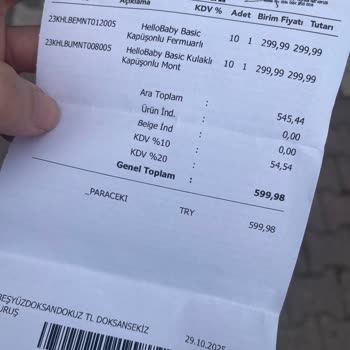 Açıklama KDV % Adet Birim Fiyatı Tutarı
23KHLBEMNT012005 HelloBaby Basic Kapüşonlu Fermuarlı 10 1 299,99 299,99
23KHLBUMNT008005 HelloBaby Basic Kulaklı Kapüşonlu Mont 10 1 299,99 299,99
Ara Toplam : 545,44
Ürün İnd. : 0,00
Belge İnd : 0,00
KDV %10 : 54,54
KDV %20 :
Genel Toplam : 599,98
_PARACEKI TRY 599,98
BEŞYÜZDOKSANDOKUZ TL DOKSANSEKİZ
KURUŞ
29.10.2025